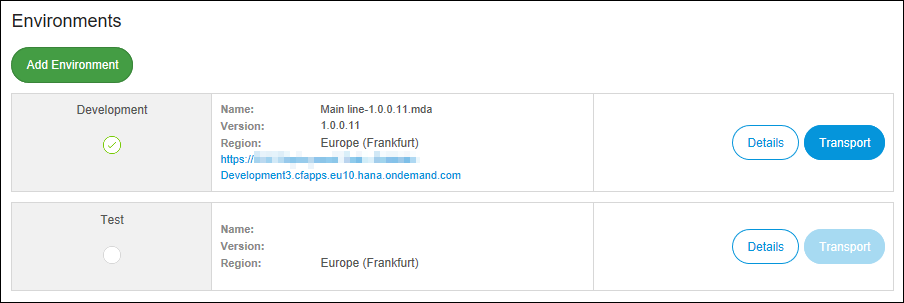 Environments
Add Environment
Development
Name: Main line-1.0.0.11.mda
Version: 1.0.0.11
Region: Europe (Frankfurt)
https://
Development3.cfapps.eu10.hana.ondemand.com
Details
Transport
Test
Name:
Version:
Region: Europe (Frankfurt)
Details
Transport